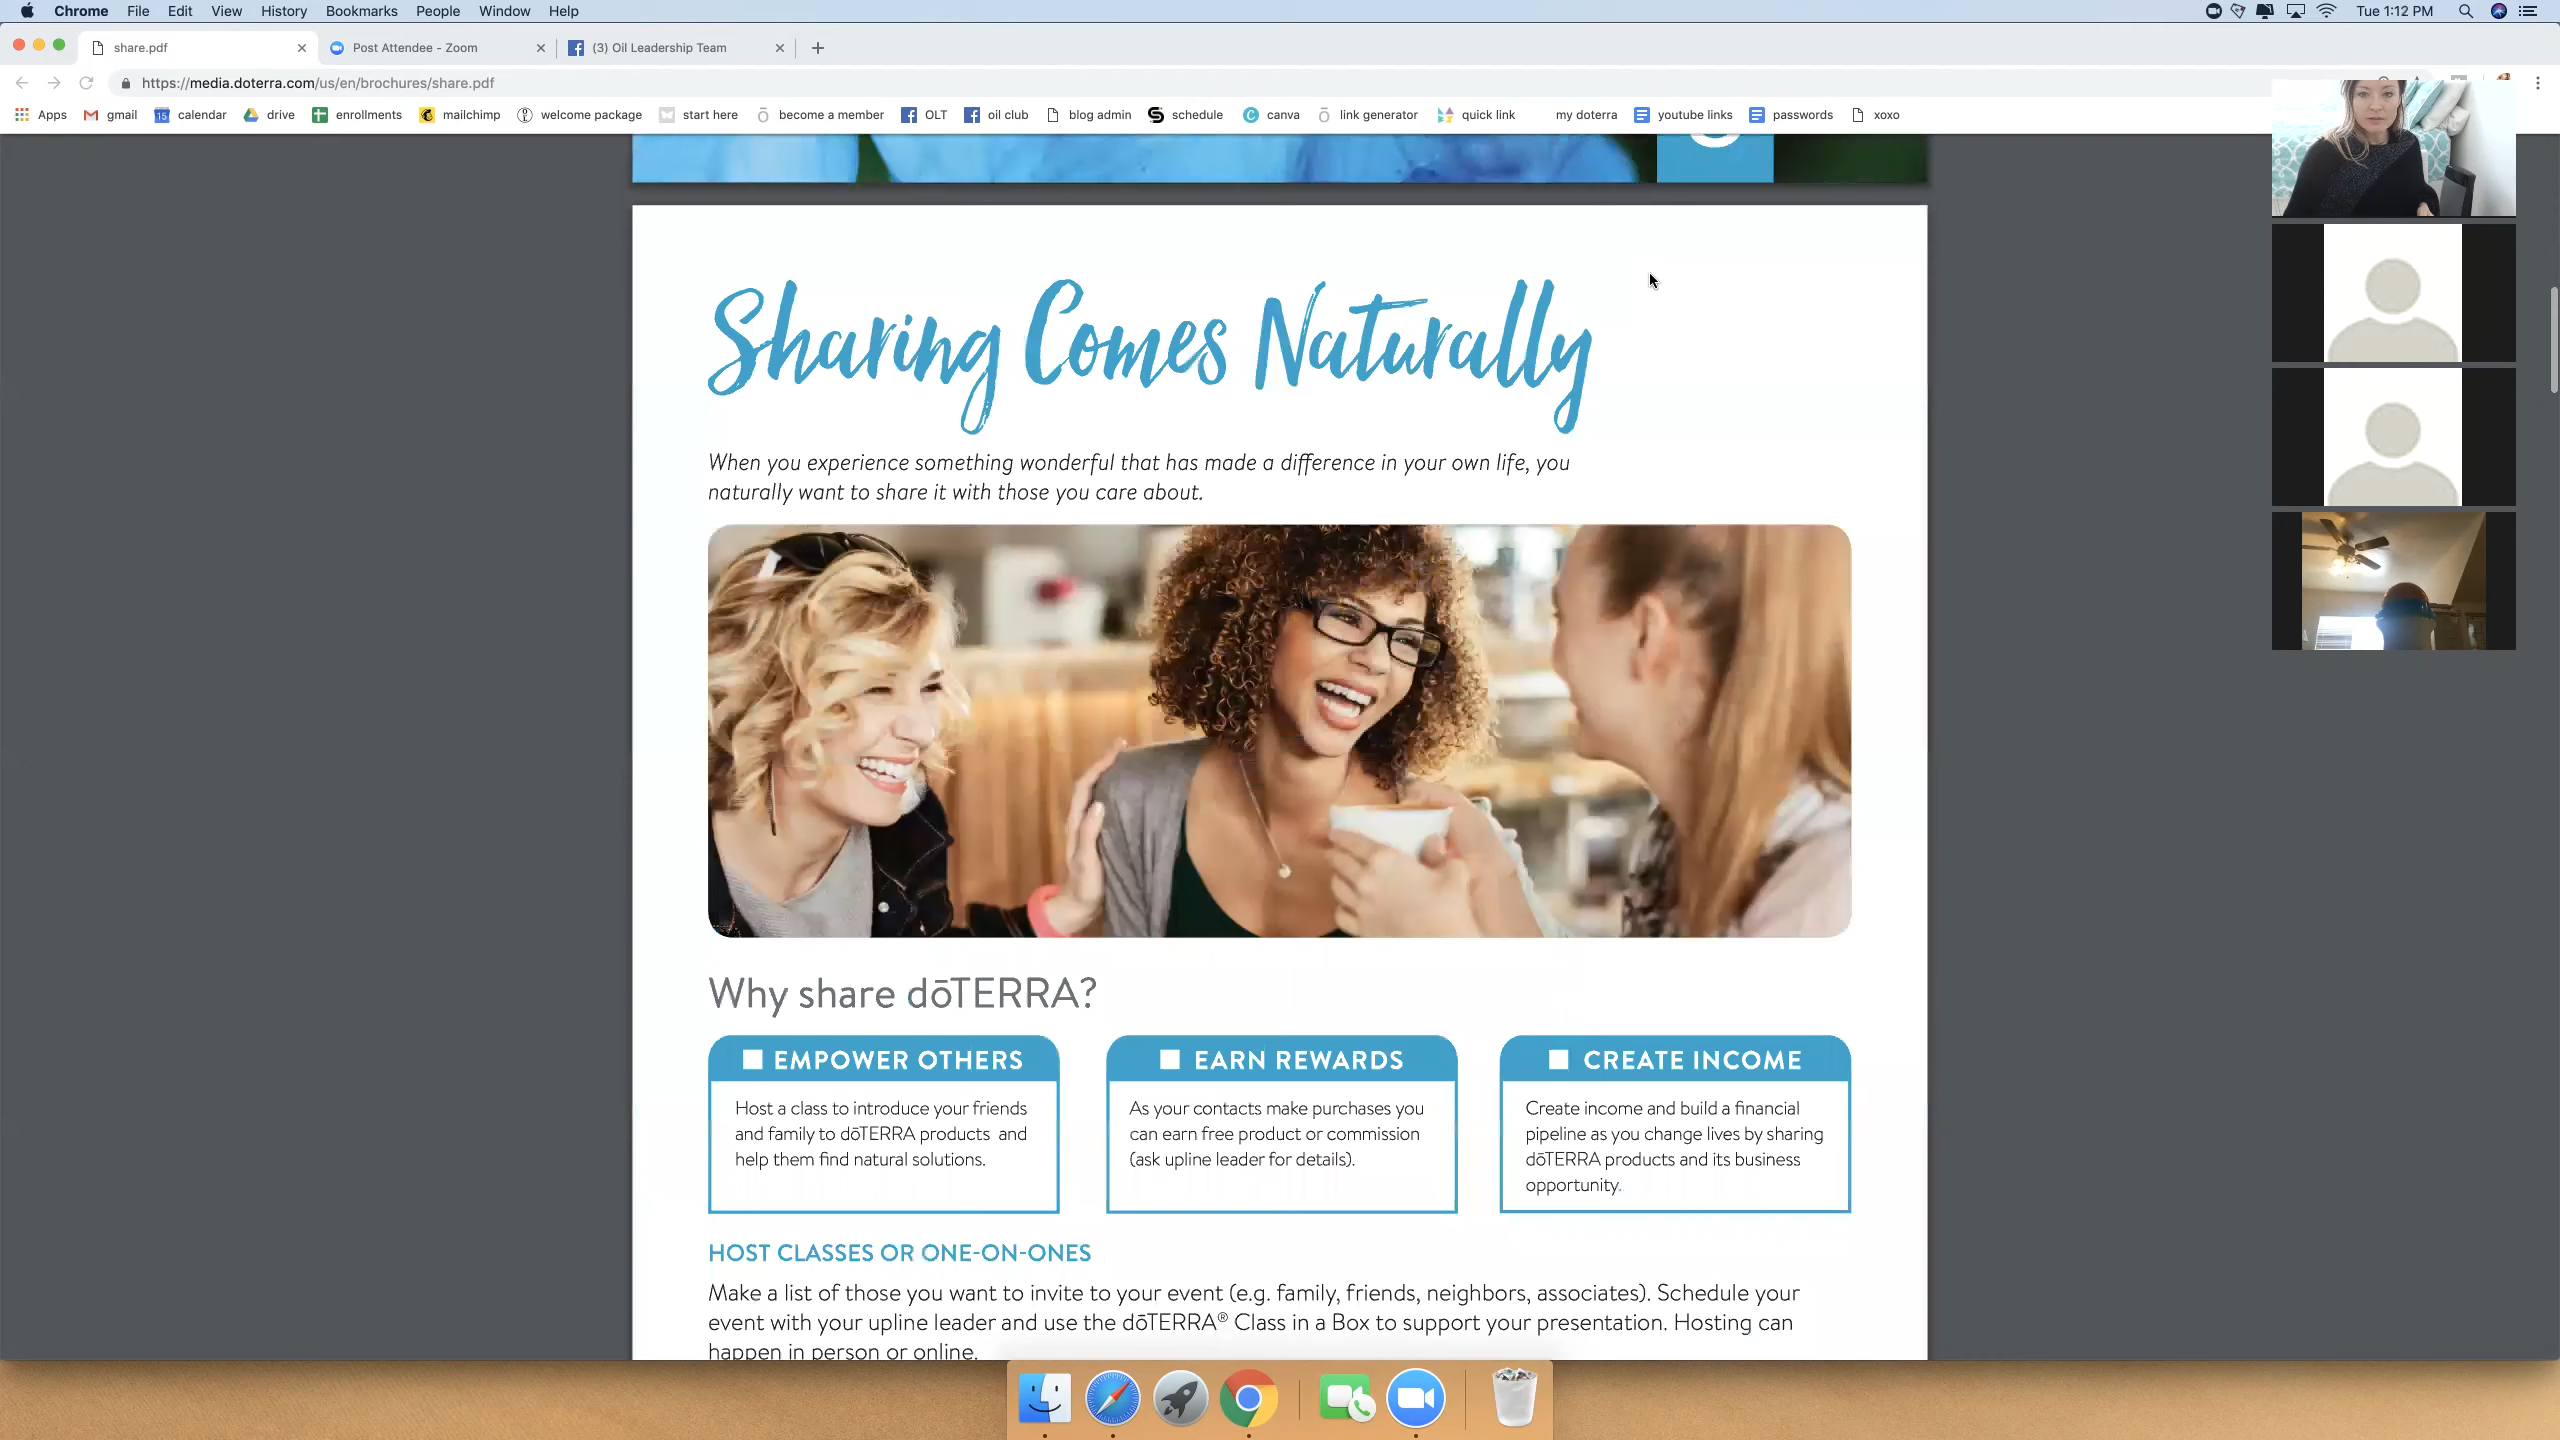 Chrome File Edit View History Bookmarks People Window Help Tue 1:12 PM
share.pdf Post Attendee - Zoom (3) Oil Leadership Team
https://media.doterra.com/us/en/brochures/share.pdf
Apps gmail 15 calendar drive enrollments mailchimp welcome package start here become a member OLT oil club blog admin schedule canva link generator quick link my doterra youtube links passwords xoxo
Sharing Comes Naturally
When you experience something wonderful that has made a difference in your own life, you
naturally want to share it with those you care about.
Why share dōTERRA?
EMPOWER OTHERS
Host a class to introduce your friends
and family to dōTERRA products and
help them find natural solutions.
EARN REWARDS
As your contacts make purchases you
can earn free product or commission
(ask upline leader for details).
CREATE INCOME
Create income and build a financial
pipeline as you change lives by sharing
dōTERRA products and its business
opportunity.
HOST CLASSES OR ONE-ON-ONES
Make a list of those you want to invite to your event (e.g. family, friends, neighbors, associates). Schedule your
event with your upline leader and use the dōTERRA® Class in a Box to support your presentation. Hosting can
happen in person or online.